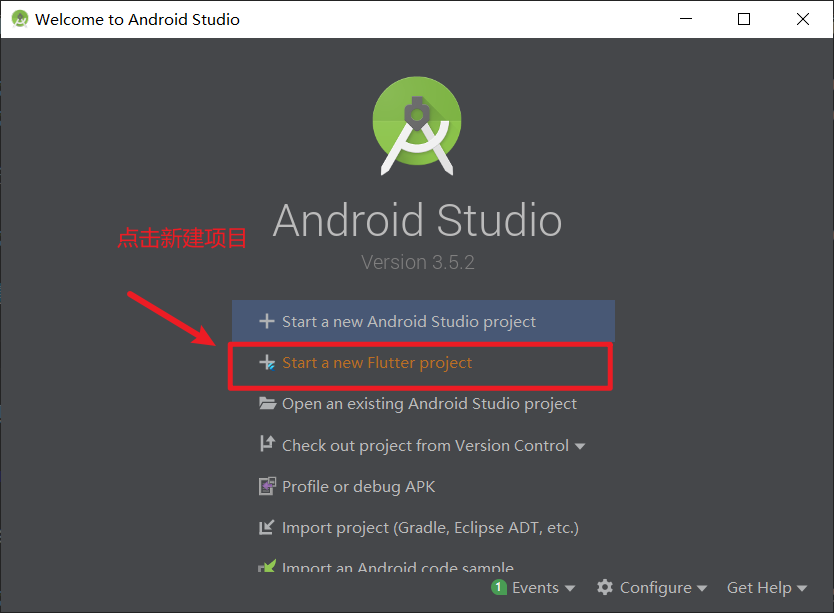 Welcome to Android Studio
Android Studio
点击新建项目
Version 3.5.2
Start a new Android Studio project
Start a new Flutter project
Open an existing Android Studio project
Check out project from Version Control
Profile or debug APK
Import project (Gradle, Eclipse ADT, etc.)
Import an Android code sample
1 Events Configure Get Help